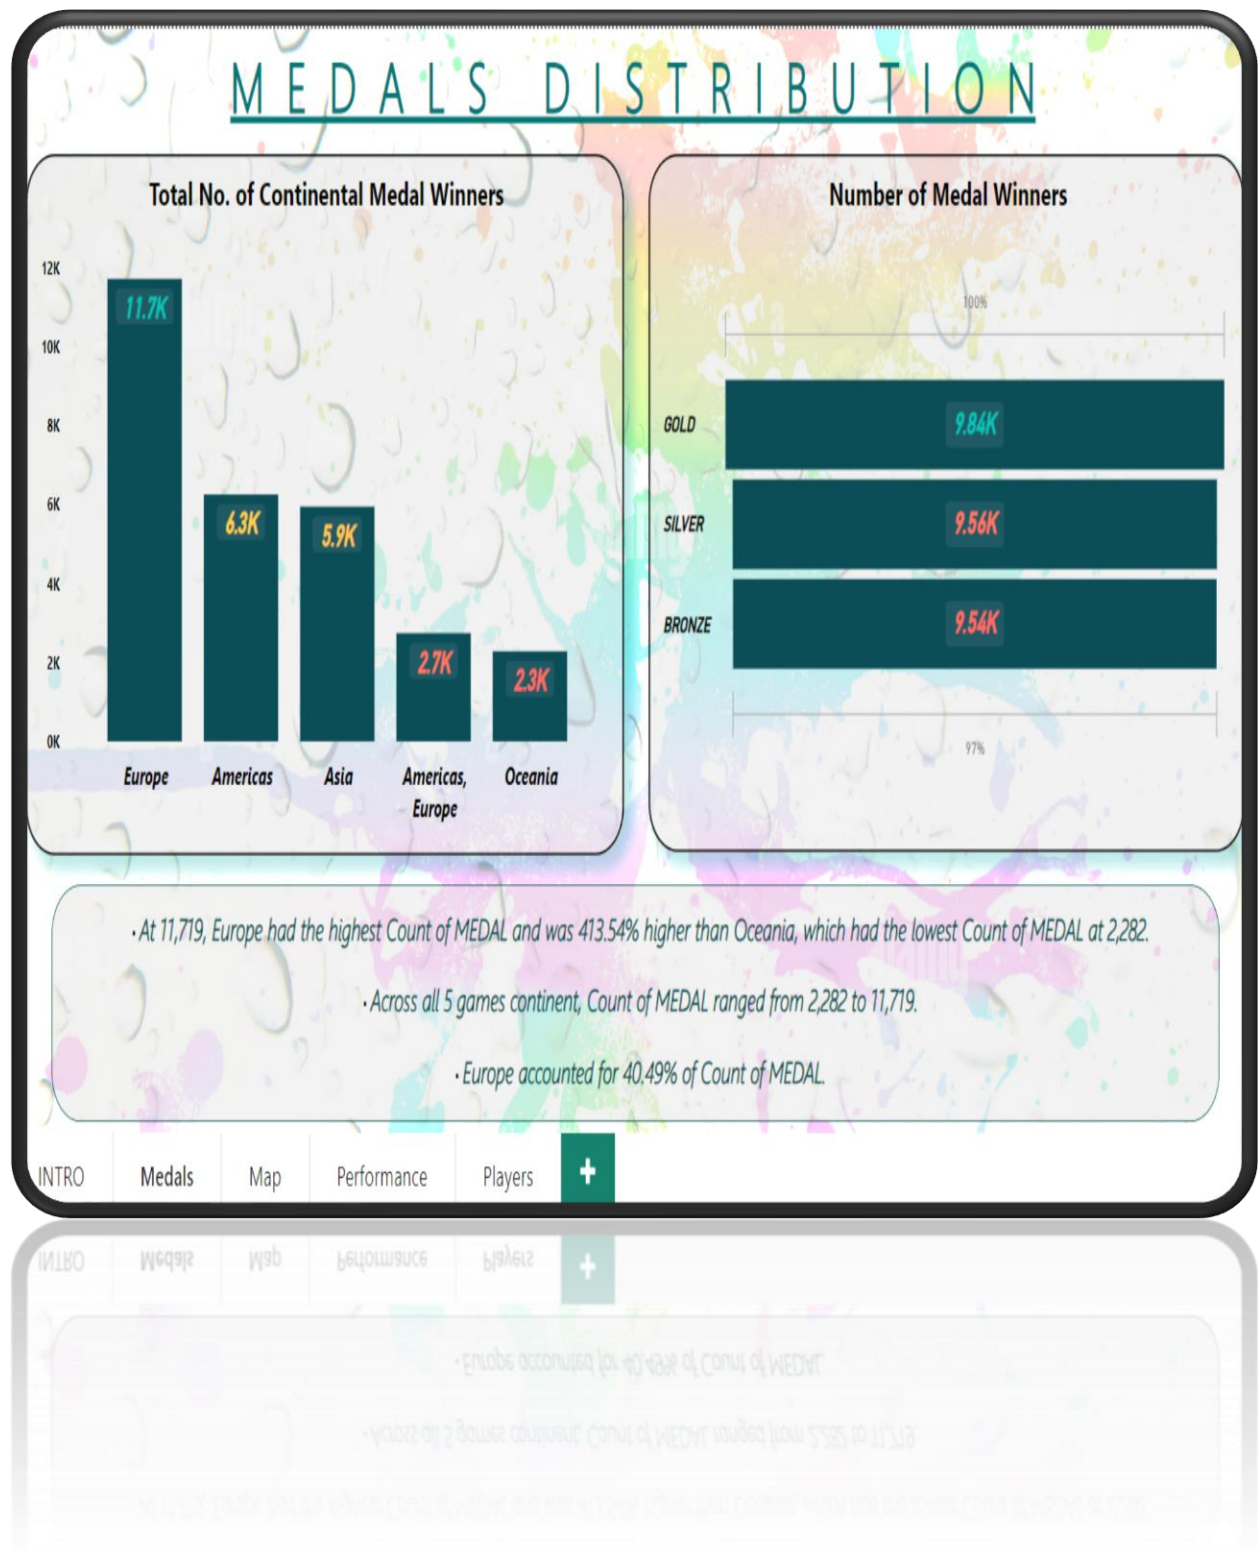 MEDALS DISTRIBUTION
Total No. of Continental Medal Winners
12K
10K
8K
6K
4K
2K
0K
11.7K
6.3K
5.9K
2.7K
2.3K
Europe
Americas
Asia
Americas,
Europe
Oceania
Number of Medal Winners
100%
GOLD
9.84K
SILVER
9.56K
BRONZE
9.54K
97%
• At 11,719, Europe had the highest Count of MEDAL and was 413.54% higher than Oceania, which had the lowest Count of MEDAL at 2,282.
• Across all 5 games continent, Count of MEDAL ranged from 2,282 to 11,719.
• Europe accounted for 40.49% of Count of MEDAL.
INTRO
Medals
Map
Performance
Players
+